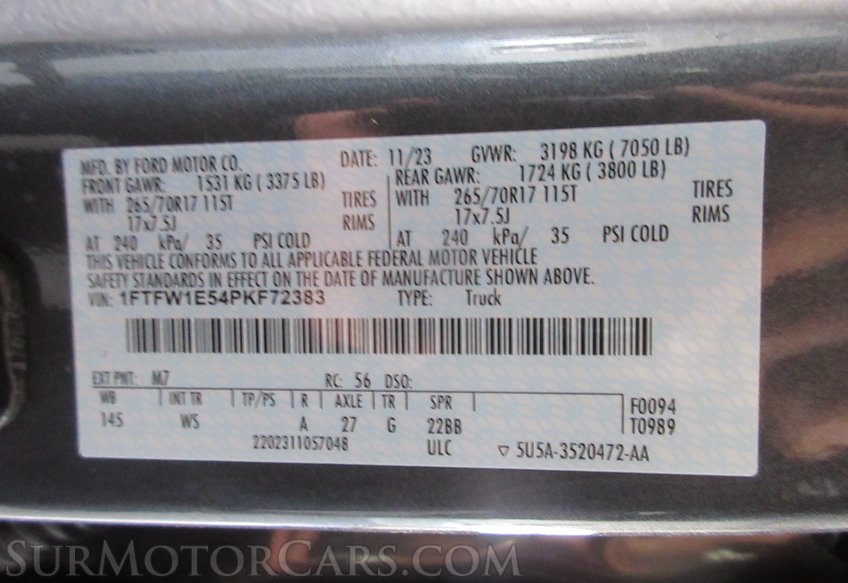 MFD. BY FORD MOTOR CO. DATE: 11/23 GVWR: 3198 KG ( 7050 LB)
FRONT GAWR: 1531 KG ( 3375 LB) REAR GAWR: 1724 KG ( 3800 LB)
WITH 265/70R17 115T TIRES WITH 265/70R17 115T TIRES
17x7.5J RIMS 17x7.5J RIMS
AT 240 kPa/ 35 PSI COLD AT 240 kPa/ 35 PSI COLD
THIS VEHICLE CONFORMS TO ALL APPLICABLE FEDERAL MOTOR VEHICLE
SAFETY STANDARDS IN EFFECT ON THE DATE OF MANUFACTURE SHOWN ABOVE.
VIN: 1FTFW1E54PKF72383 TYPE: Truck
EXT PNT: M7 RC: 56 DSO:
WB INT TR TP/PS R AXLE TR SPR F0094
145 WS A 27 G 22BB T0989
2202311057048 ULC ▽ 5U5A-3520472-AA
SURMOTORCARS.COM